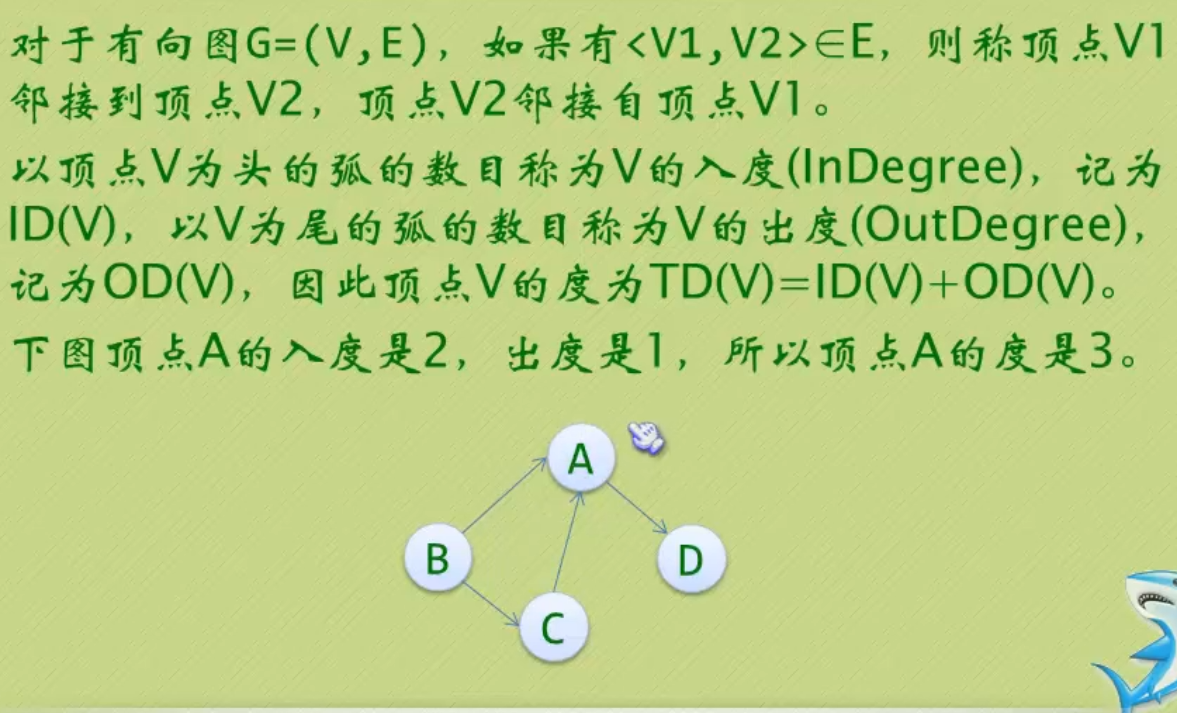 对于有向图G=(V,E)，如果有<V1,V2>∈E，则称顶点V1
邻接到顶点V2，顶点V2邻接自顶点V1。
以顶点V为头的弧的数目称为V的入度(InDegree)，记为
ID(V)，以V为尾的弧的数目称为V的出度(OutDegree)，
记为OD(V)，因此顶点V的度为TD(V)=ID(V)+OD(V)。
下图顶点A的入度是2，出度是1，所以顶点A的度是3。
A
B
D
C